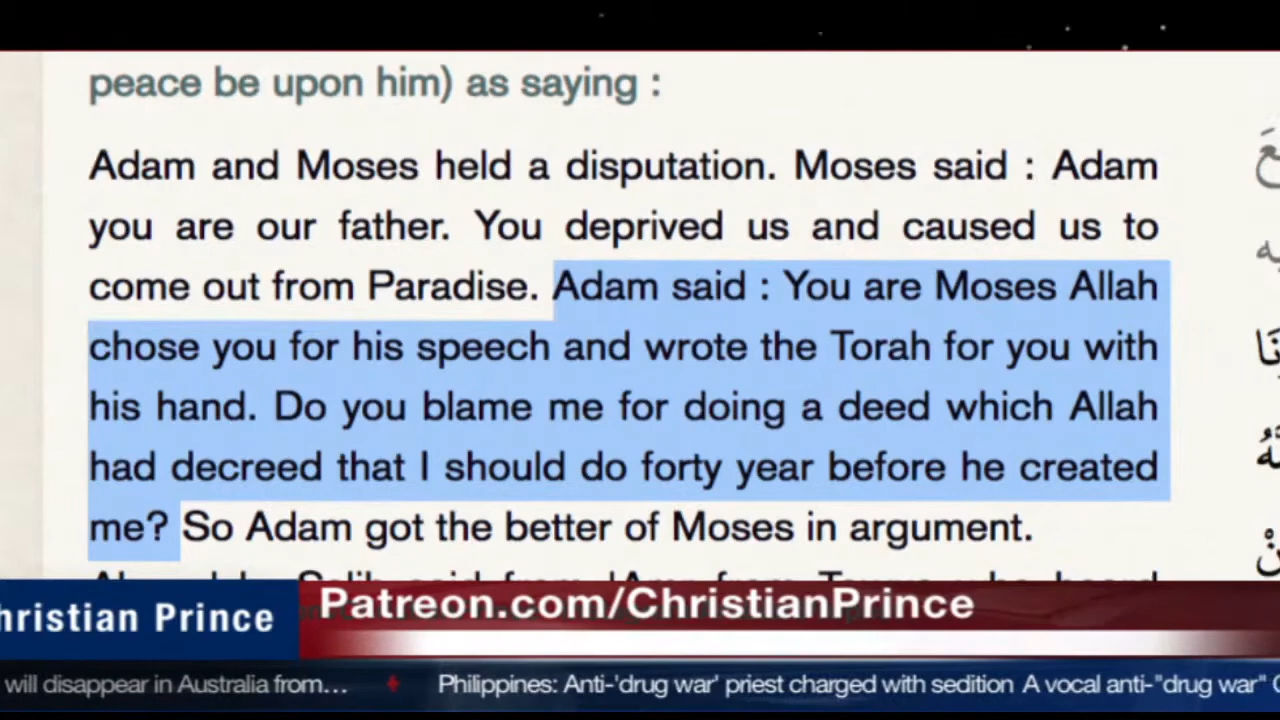 peace be upon him) as saying :
Adam and Moses held a disputation. Moses said : Adam
you are our father. You deprived us and caused us to
come out from Paradise. Adam said : You are Moses Allah
chose you for his speech and wrote the Torah for you with
his hand. Do you blame me for doing a deed which Allah
had decreed that I should do forty year before he created
me? So Adam got the better of Moses in argument.
hristian Prince
Patreon.com/ChristianPrince
will disappear in Australia from... ♦ Philippines: Anti-'drug war' priest charged with sedition A vocal anti-"drug war"